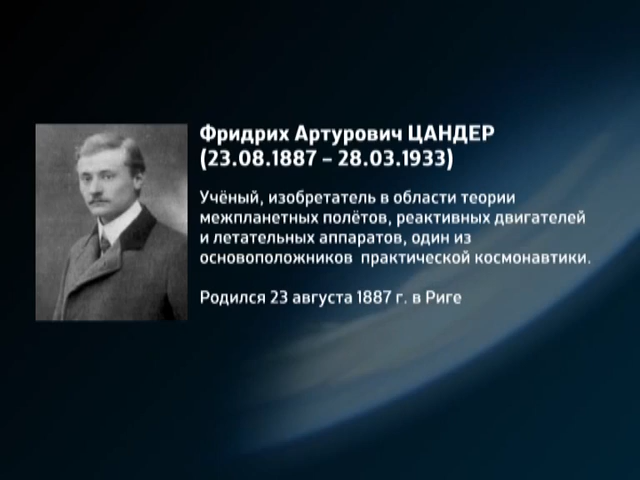 Фридрих Артурович ЦАНДЕР
(23.08.1887 – 28.03.1933)
Учёный, изобретатель в области теории
межпланетных полётов, реактивных двигателей
и летательных аппаратов, один из
основоположников практической космонавтики.
Родился 23 августа 1887 г. в Риге